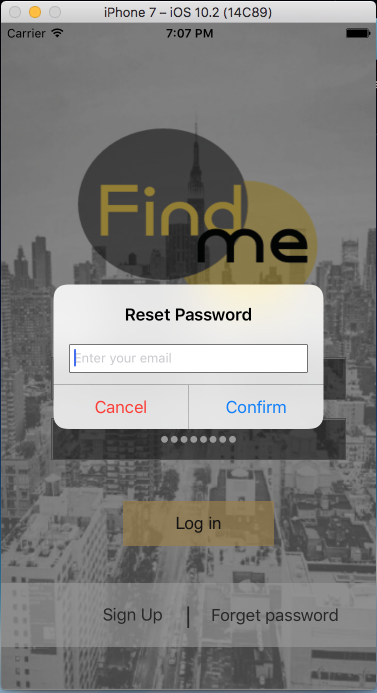 iPhone 7 – iOS 10.2 (14C89)
Carrier 7:07 PM
Find
me
Reset Password
Enter your email
Cancel Confirm
Log in
Sign Up | Forget password